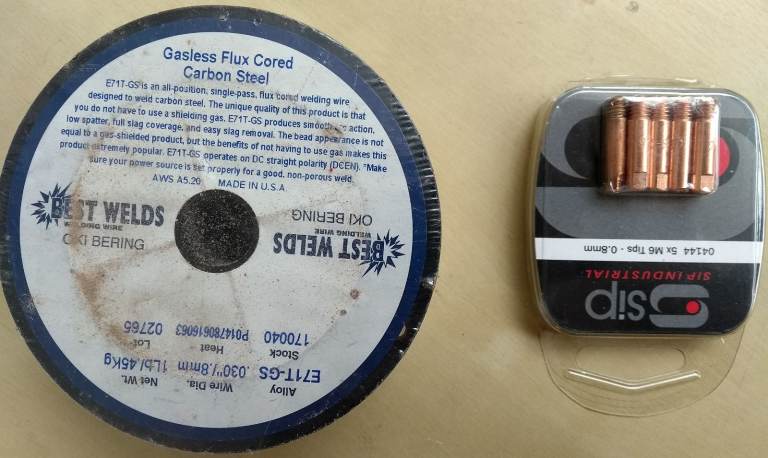 Gasless Flux Cored
Carbon Steel
E71T-GS is an all-position, single-pass, flux cored welding wire
designed to weld carbon steel. The unique quality of this product is that
you do not have to use a shielding gas. E71T-GS produces smooth arc action,
low spatter, full slag coverage, and easy slag removal. The bead appearance is not
equal to a gas-shielded product, but the benefits of not having to use gas makes this
product extremely popular. E71T-GS operates on DC straight polarity (DCEN). "Make
sure your power source is set properly for a good, non-porous weld.
AWS A5.20 MADE IN U.S.A
BEST WELDS
WELDING WIRE
OKI BERING
BEST WELDS
WELDING WIRE
OKI BERING
Alloy Wire Dia. Net Wt.
E71T-GS .030"/.8mm 1Lb/.45Kg
Stock Heat Lot-
170040 P014780616063 02765
sip
SIP INDUSTRIAL
04144 5x M6 Tips - 0.8mm